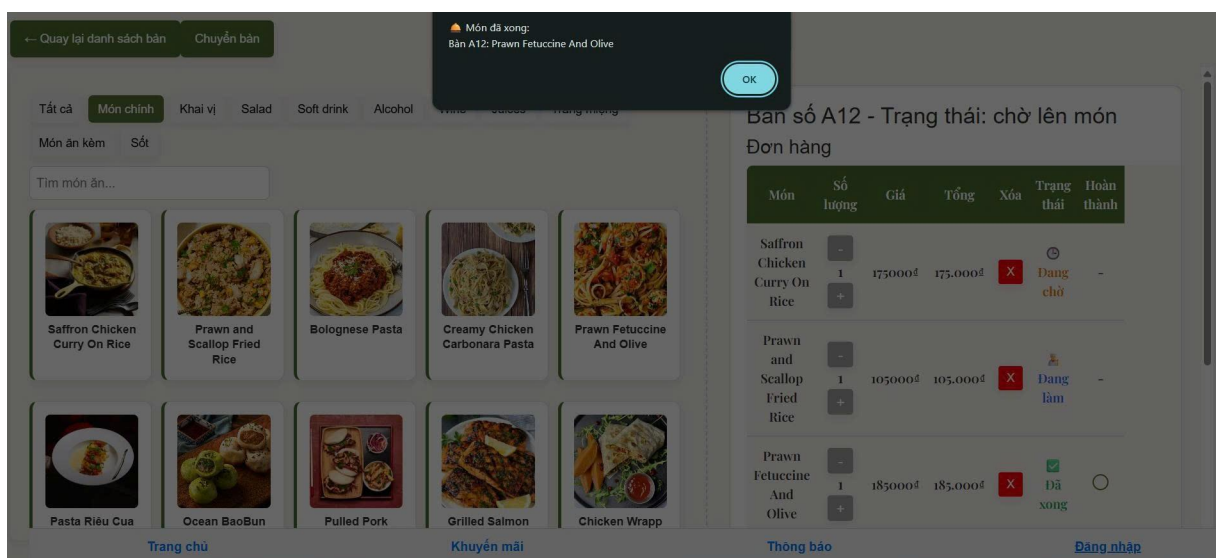 ← Quay lại danh sách bàn
Chuyển bàn
🛎 Món đã xong:
Bàn A12: Prawn Fetuccine And Olive
OK
Tất cả
Món chính
Khai vị
Salad
Soft drink
Alcohol
Món ăn kèm
Sốt
Tìm món ăn...
Saffron Chicken
Curry On Rice
Prawn and
Scallop Fried
Rice
Bolognese Pasta
Creamy Chicken
Carbonara Pasta
Prawn Fetuccine
And Olive
Pasta Riêu Cua
Ocean BaoBun
Pulled Pork
Grilled Salmon
Chicken Wrapp
Bàn số A12 - Trạng thái: chờ lên món
Đơn hàng
Món
Số
lượng
Giá
Tổng
Xóa
Trạng
thái
Hoàn
thành
Saffron
Chicken
Curry On
Rice
-
1
+
175000₫
175.000₫
X
Đang
chờ
-
Prawn
and
Scallop
Fried
Rice
-
1
+
105000₫
105.000₫
X
Đang
làm
-
Prawn
Fetuccine
And
Olive
-
1
+
185000₫
185.000₫
X
Đã
xong
Trang chủ
Khuyến mãi
Thông báo
Đăng nhập